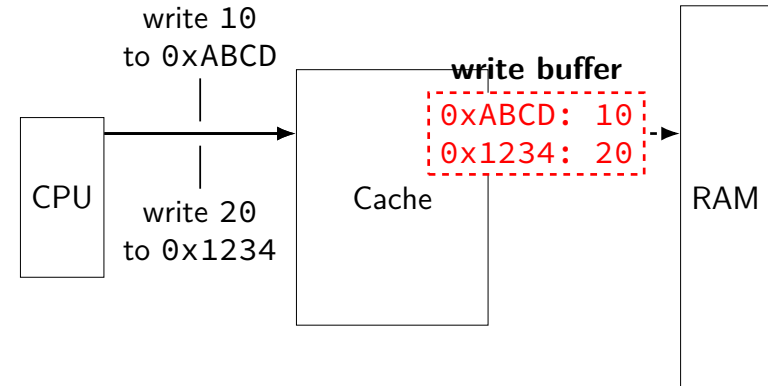 write 10
to 0xABCD
write buffer
0xABCD: 10
0x1234: 20
CPU
Cache
RAM
write 20
to 0x1234